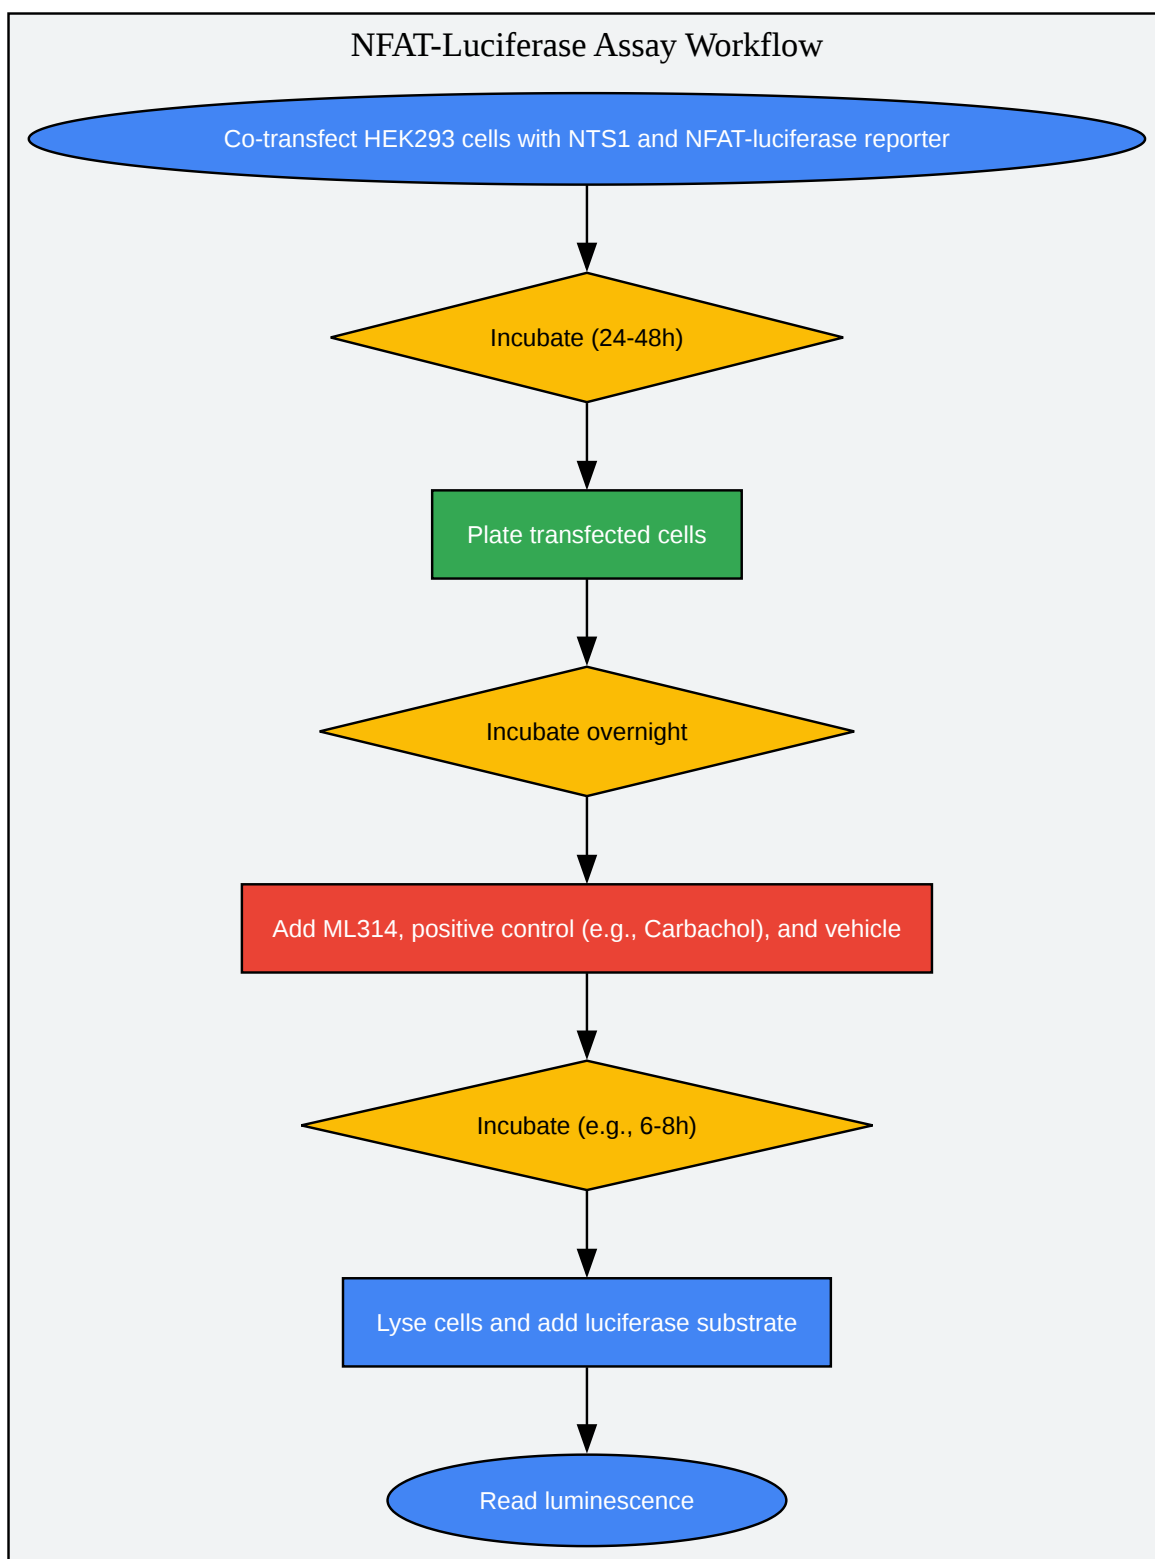 NFAT-Luciferase Assay Workflow
Co-transfect HEK293 cells with NTS1 and NFAT-luciferase reporter
Incubate (24-48h)
Plate transfected cells
Incubate overnight
Add ML314, positive control (e.g., Carbachol), and vehicle
Incubate (e.g., 6-8h)
Lyse cells and add luciferase substrate
Read luminescence